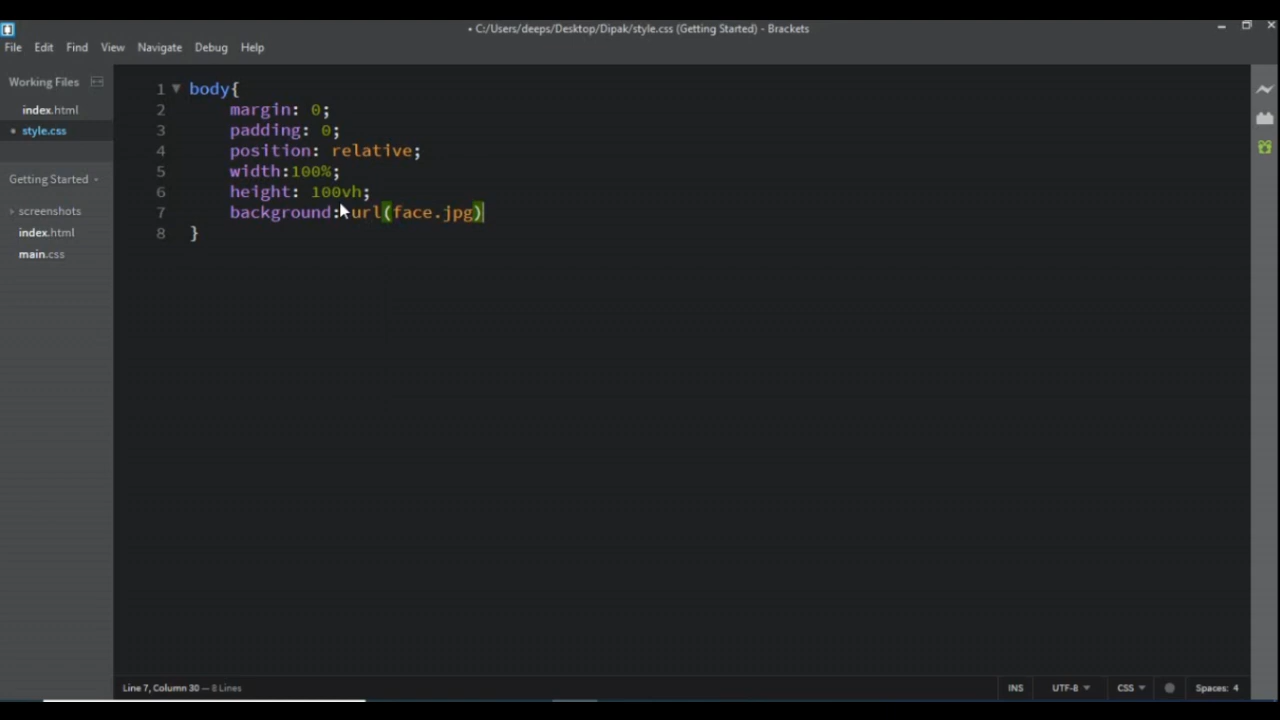 • C:/Users/deeps/Desktop/Dipak/style.css (Getting Started) - Brackets
File Edit Find View Navigate Debug Help
Working Files
index.html
• style.css
Getting Started
screenshots
index.html
main.css
1 body{
2 margin: 0;
3 padding: 0;
4 position: relative;
5 width:100%;
6 height: 100vh;
7 background: url(face.jpg)
8 }
Line 7, Column 30 — 8 Lines
INS UTF-8 CSS Spaces: 4